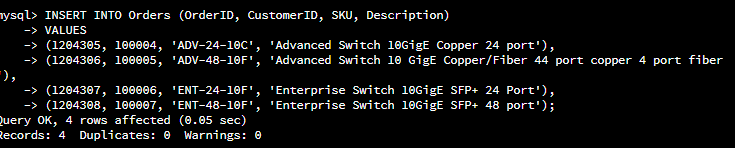 mysql> INSERT INTO Orders (OrderID, CustomerID, SKU, Description)
    -> VALUES
    -> (1204305, 100004, 'ADV-24-10C', 'Advanced Switch 10GigE Copper 24 port'),
    -> (1204306, 100005, 'ADV-48-10F', 'Advanced Switch 10 GigE Copper/Fiber 44 port copper 4 port fiber
'),
    -> (1204307, 100006, 'ENT-24-10F', 'Enterprise Switch 10GigE SFP+ 24 Port'),
    -> (1204308, 100007, 'ENT-48-10F', 'Enterprise Switch 10GigE SFP+ 48 port');
Query OK, 4 rows affected (0.05 sec)
Records: 4  Duplicates: 0  Warnings: 0